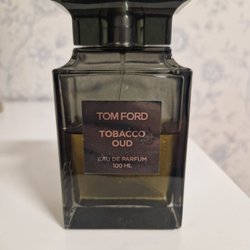 TOM FORD
TOBACCO
OUD
EAU DE PARFUM
100 ML